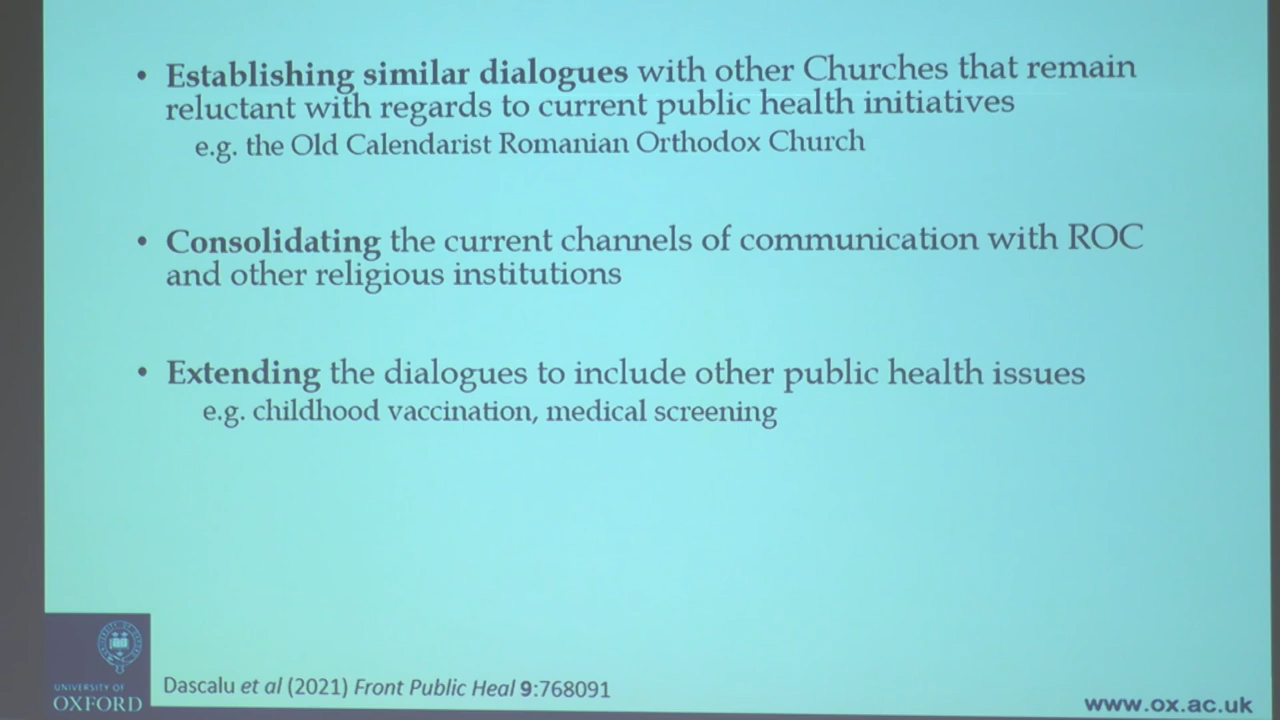 • Establishing similar dialogues with other Churches that remain
reluctant with regards to current public health initiatives
e.g. the Old Calendarist Romanian Orthodox Church
• Consolidating the current channels of communication with ROC
and other religious institutions
• Extending the dialogues to include other public health issues
e.g. childhood vaccination, medical screening
UNIVERSITY OF
OXFORD
Dascalu et al (2021) Front Public Heal 9:768091
www.ox.ac.uk